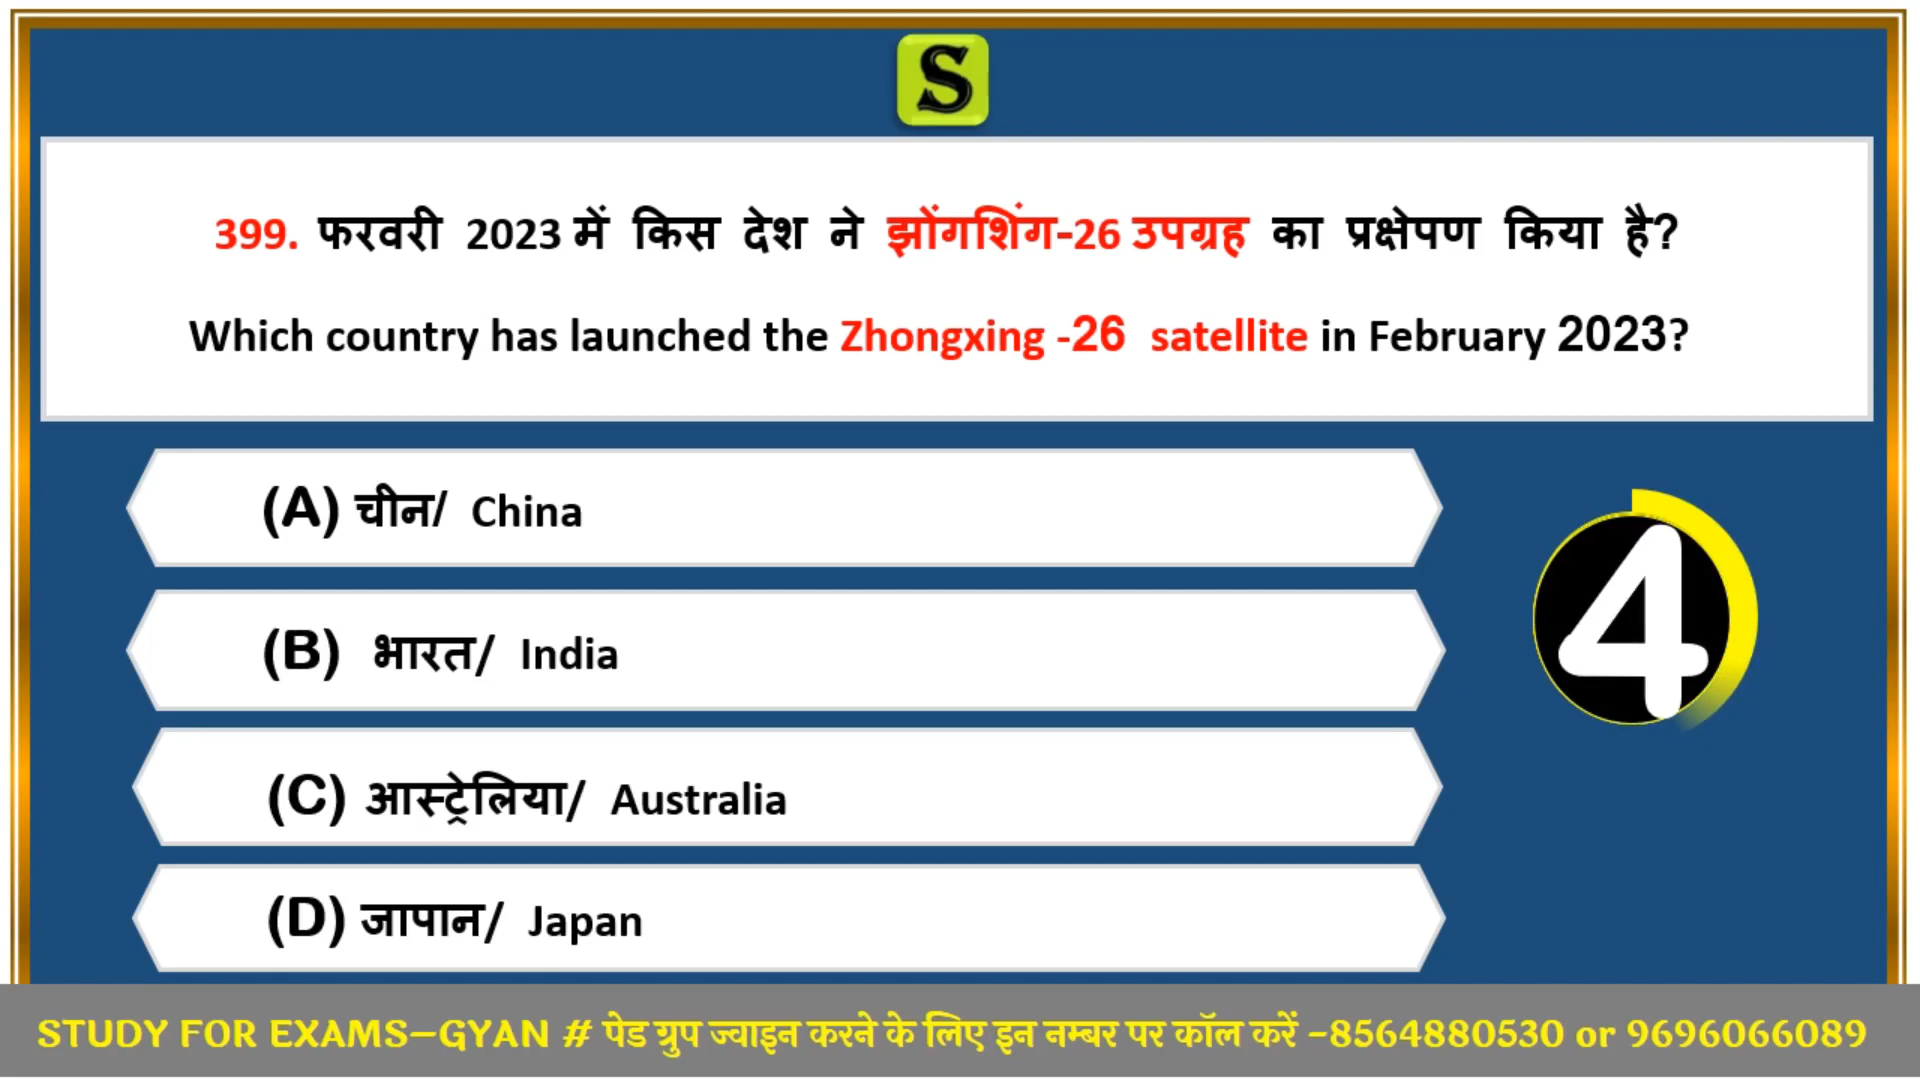 S
399. फरवरी 2023 में किस देश ने झोंगशिंग-26 उपग्रह का प्रक्षेपण किया है?
Which country has launched the Zhongxing -26 satellite in February 2023?
(A) चीन/ China
(B) भारत/ India
4
(C) आस्ट्रेलिया/ Australia
(D) जापान/ Japan
STUDY FOR EXAMS–GYAN # पेड ग्रुप ज्वाइन करने के लिए इन नम्बर पर कॉल करें –8564880530 or 9696066089